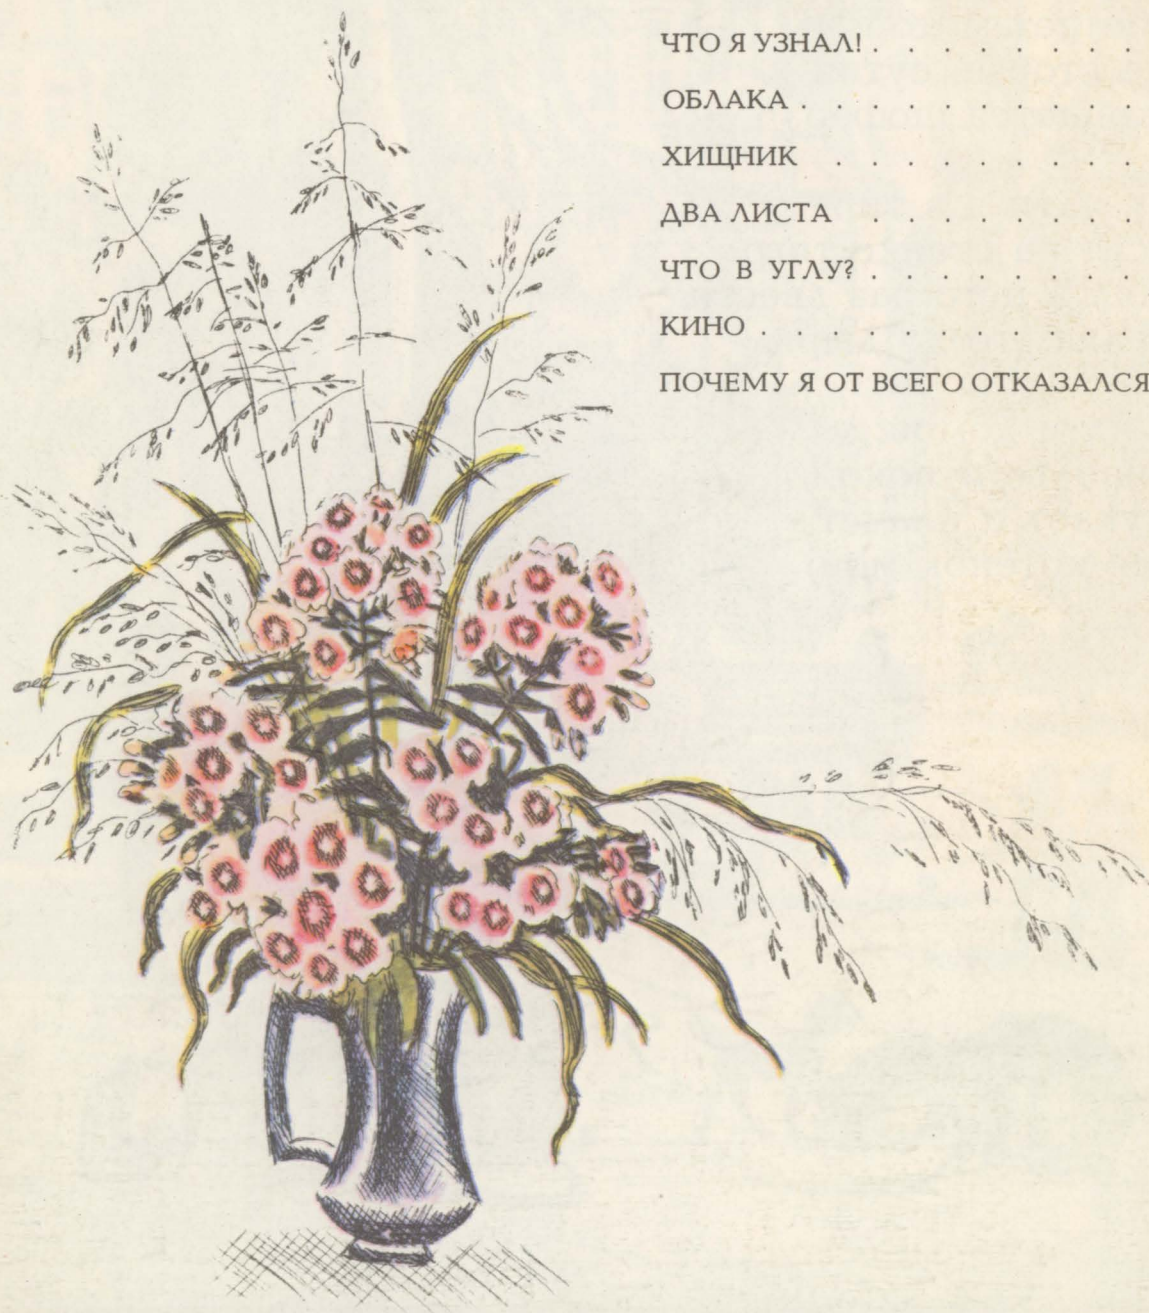 ЧТО Я УЗНАЛ! . . . . . . . .
ОБЛАКА . . . . . . . . . .
ХИЩНИК . . . . . . . . .
ДВА ЛИСТА . . . . . . . .
ЧТО В УГЛУ? . . . . . . . .
КИНО . . . . . . . . . . .
ПОЧЕМУ Я ОТ ВСЕГО ОТКАЗАЛСЯ